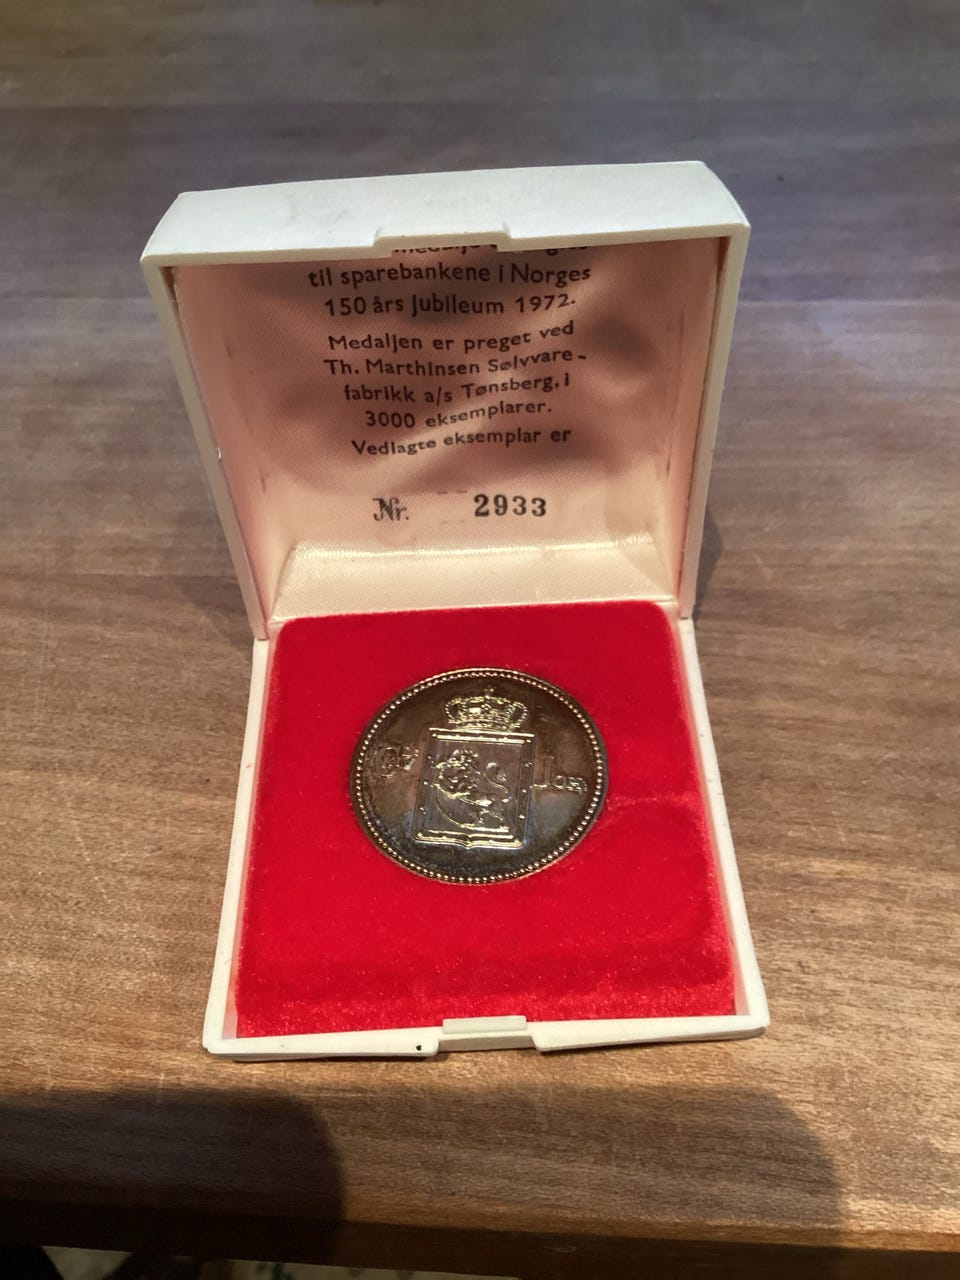 til sparebankene i Norges
150 års Jubileum 1972.
Medaljen er preget ved
Th. Marthinsen Sølvvare-
fabrikk a/s Tønsberg, i
3000 eksemplarer.
Vedlagte eksemplar er
Nr. 2933